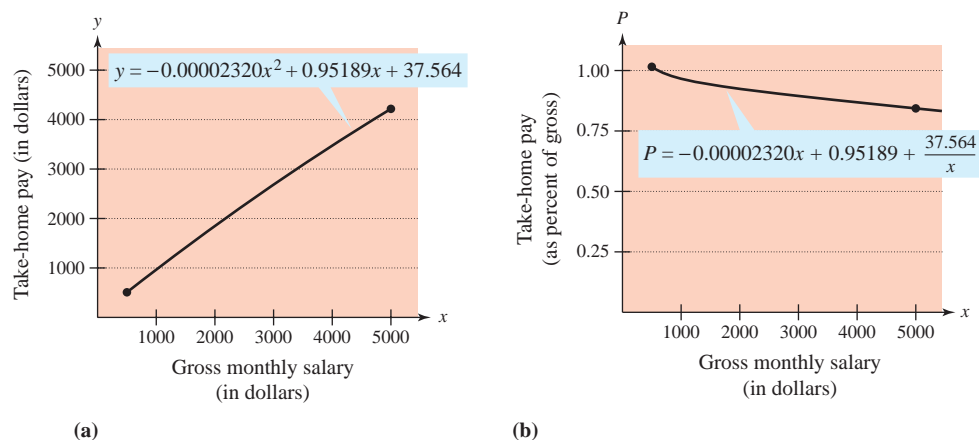 y
5000
4000
3000
2000
1000
Take-home pay (in dollars)
y = −0.00002320x² + 0.95189x + 37.564
x
1000 2000 3000 4000 5000
Gross monthly salary
(in dollars)
(a)
P
1.00
0.75
0.50
0.25
Take-home pay
(as percent of gross)
P = −0.00002320x + 0.95189 + 37.564/x
x
1000 2000 3000 4000 5000
Gross monthly salary
(in dollars)
(b)